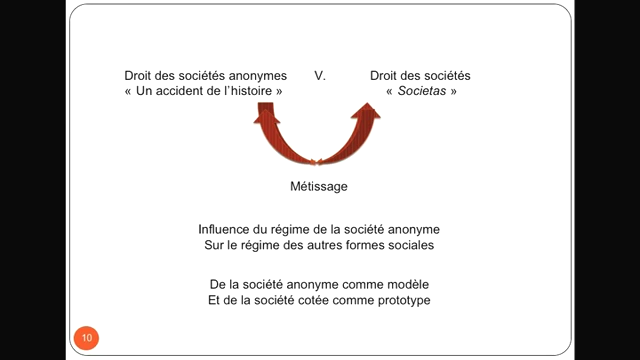 Droit des sociétés anonymes V. Droit des sociétés
« Un accident de l'histoire » « Societas »
Métissage
Influence du régime de la société anonyme
Sur le régime des autres formes sociales
De la société anonyme comme modèle
Et de la société cotée comme prototype
10